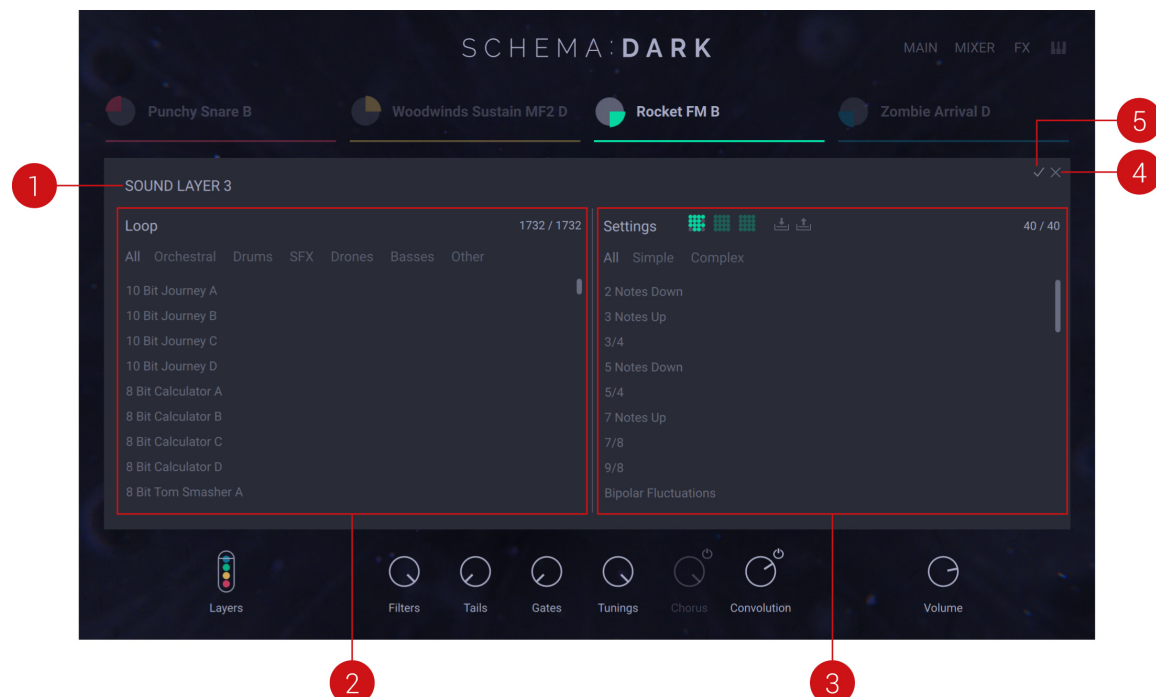 SCHEMA:DARK
MAIN MIXER FX
Punchy Snare B
Woodwinds Sustain MF2 D
Rocket FM B
Zombie Arrival D
5
4
1
SOUND LAYER 3
Loop 1732 / 1732
All Orchestral Drums SFX Drones Basses Other
10 Bit Journey A
10 Bit Journey B
10 Bit Journey C
10 Bit Journey D
8 Bit Calculator A
8 Bit Calculator B
8 Bit Calculator C
8 Bit Calculator D
8 Bit Tom Smasher A
Settings 40 / 40
All Simple Complex
2 Notes Down
3 Notes Up
3/4
5 Notes Down
5/4
7 Notes Up
7/8
9/8
Bipolar Fluctuations
Layers Filters Tails Gates Tunings Chorus Convolution Volume
2
3